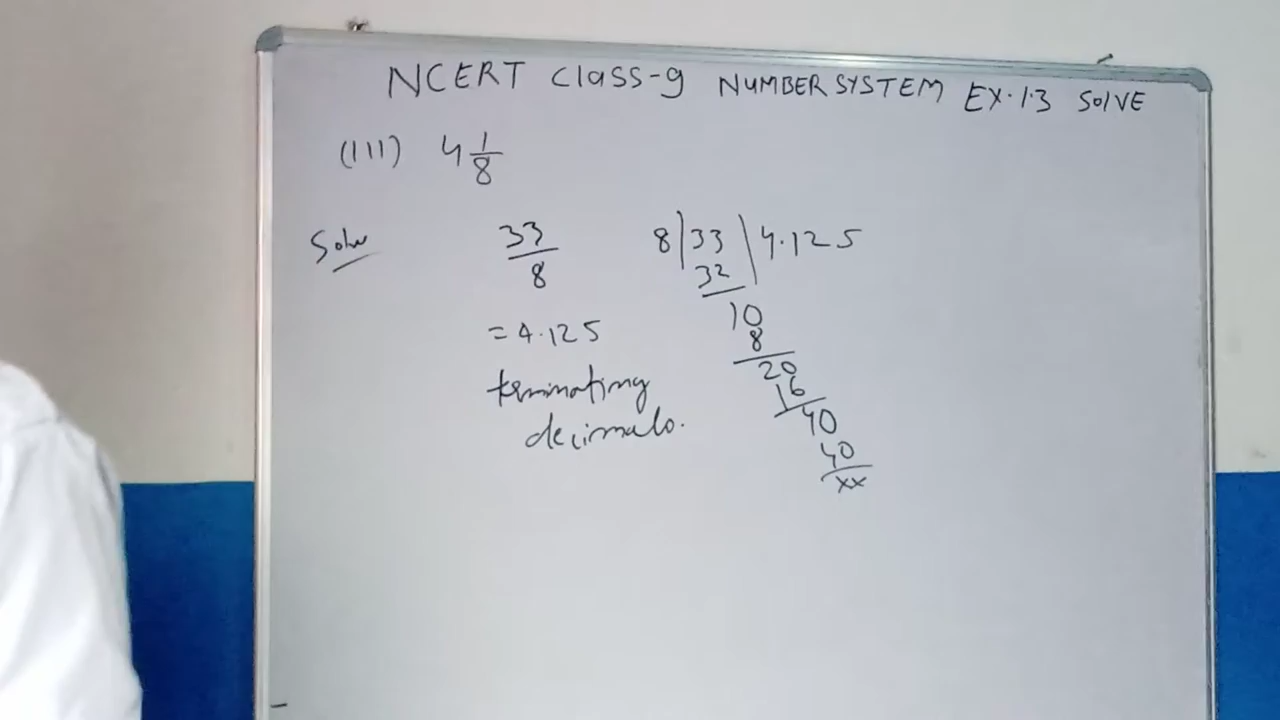 NCERT Class-9 NUMBER SYSTEM EX.1.3 SOLVE
(III) 4 1/8
Solu
33/8
8|33|4.125
32
10
8
20
16
40
40
xx
=4.125
terminating
decimals.